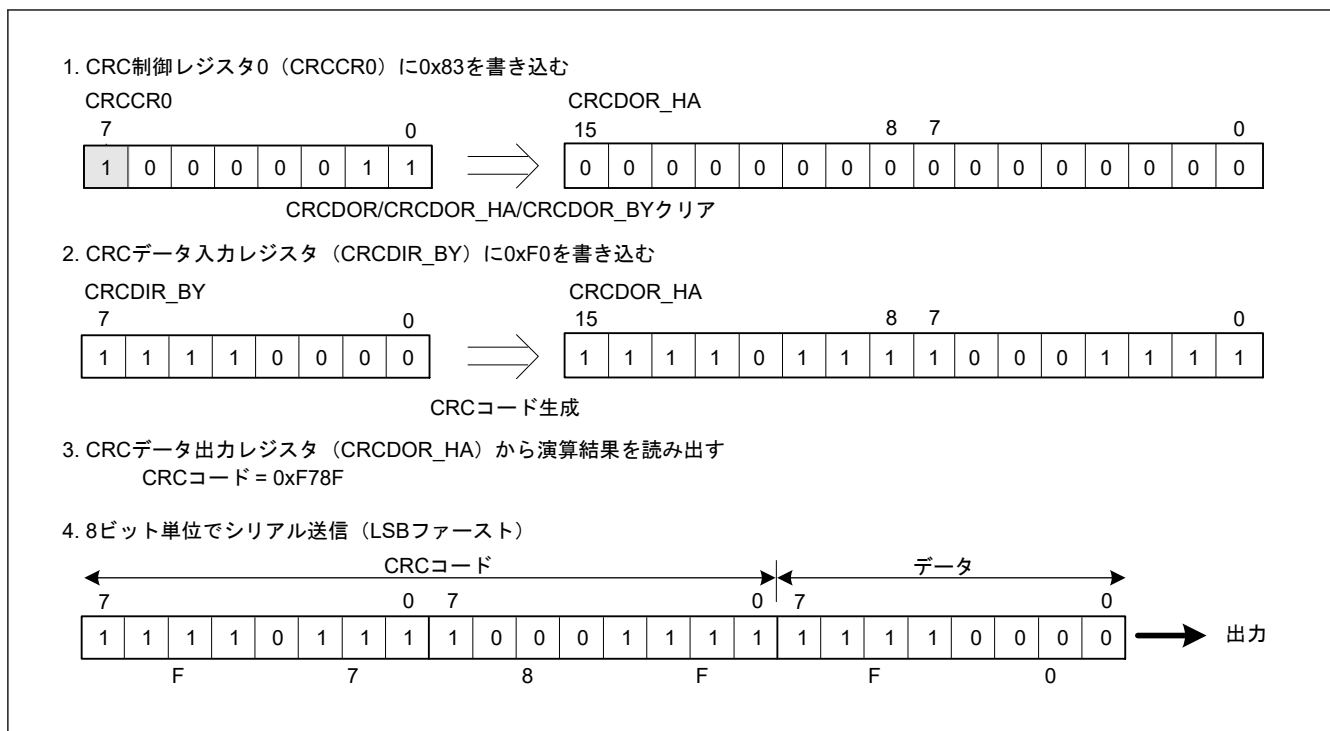 1. CRC制御レジスタ0（CRCCR0）に0x83を書き込む
CRCCR0 CRCDOR_HA
7 0 15 8 7 0
1 0 0 0 0 0 1 1 0 0 0 0 0 0 0 0 0 0 0 0 0 0 0 0
CRCDOR/CRCDOR_HA/CRCDOR_BYクリア
2. CRCデータ入力レジスタ（CRCDIR_BY）に0xF0を書き込む
CRCDIR_BY CRCDOR_HA
7 0 15 8 7 0
1 1 1 1 0 0 0 0 1 1 1 1 0 1 1 1 1 0 0 0 1 1 1 1
CRCコード生成
3. CRCデータ出力レジスタ（CRCDOR_HA）から演算結果を読み出す
CRCコード = 0xF78F
4. 8ビット単位でシリアル送信（LSBファースト）
CRCコード データ
7 0 7 0 7 0
1 1 1 1 0 1 1 1 1 0 0 0 1 1 1 1 1 1 1 1 0 0 0 0 出力
F 7 8 F F 0